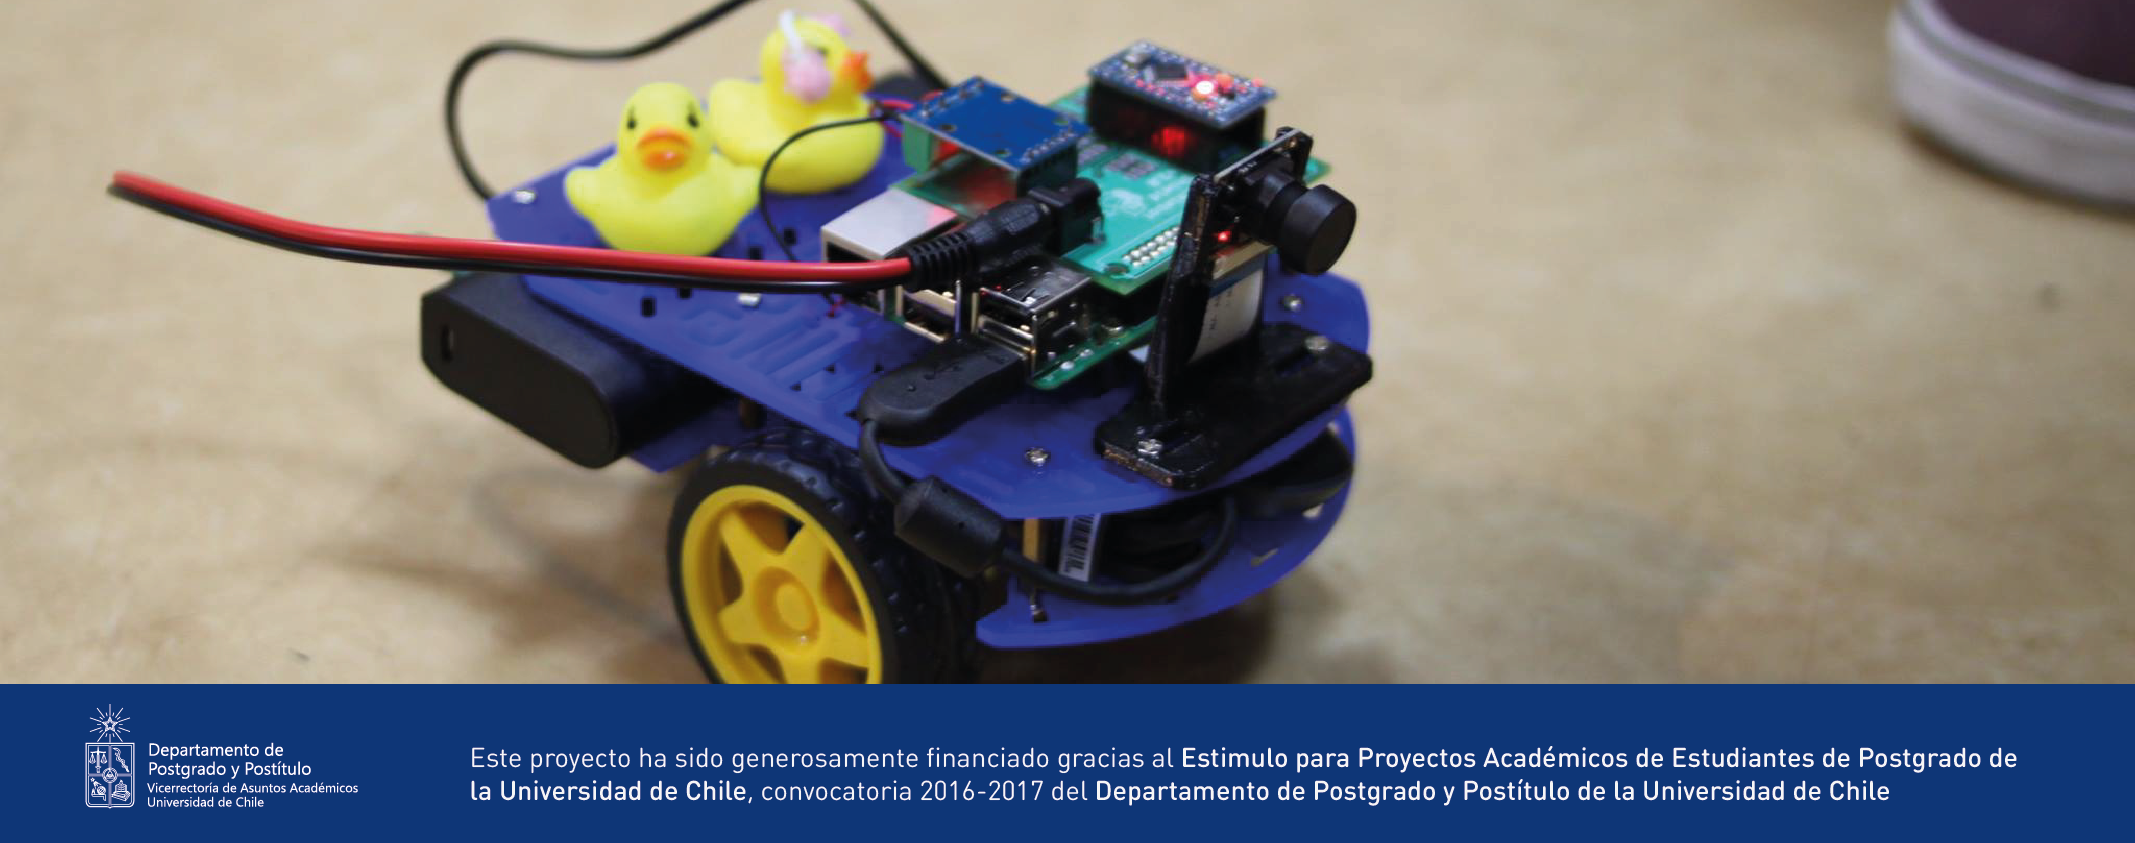 Departamento de
Postgrado y Postítulo
Vicerrectoría de Asuntos Académicos
Universidad de Chile
Este proyecto ha sido generosamente financiado gracias al Estimulo para Proyectos Académicos de Estudiantes de Postgrado de
la Universidad de Chile, convocatoria 2016-2017 del Departamento de Postgrado y Postítulo de la Universidad de Chile